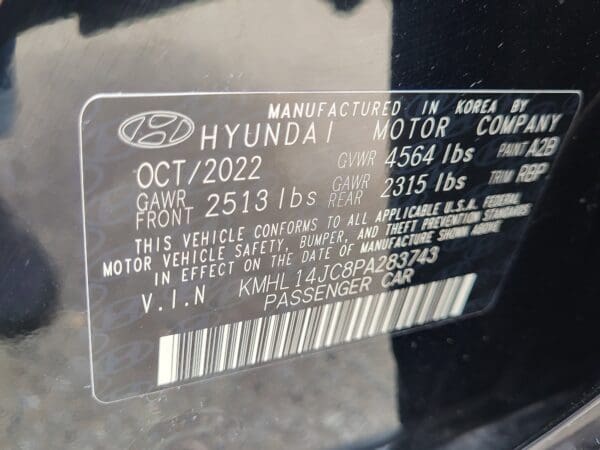 MANUFACTURED IN KOREA BY
HYUNDAI MOTOR COMPANY
OCT/2022 GVWR 4564 lbs PAINT A2B
GAWR FRONT 2513 lbs GAWR REAR 2315 lbs TRIM RBP
THIS VEHICLE CONFORMS TO ALL APPLICABLE U.S.A. FEDERAL
MOTOR VEHICLE SAFETY, BUMPER, AND THEFT PREVENTION STANDARDS
IN EFFECT ON THE DATE OF MANUFACTURE SHOWN ABOVE
V.I.N KMHL14JC8PA283743
PASSENGER CAR